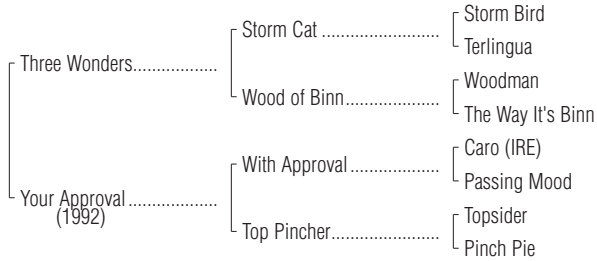 Storm Bird
Storm Cat ........................
Terlingua
Three Wonders.................
Woodman
Wood of Binn...................
The Way It's Binn
Caro (IRE)
With Approval ..................
Passing Mood
Your Approval ..................
(1992)
Topsider
Top Pincher......................
Pinch Pie